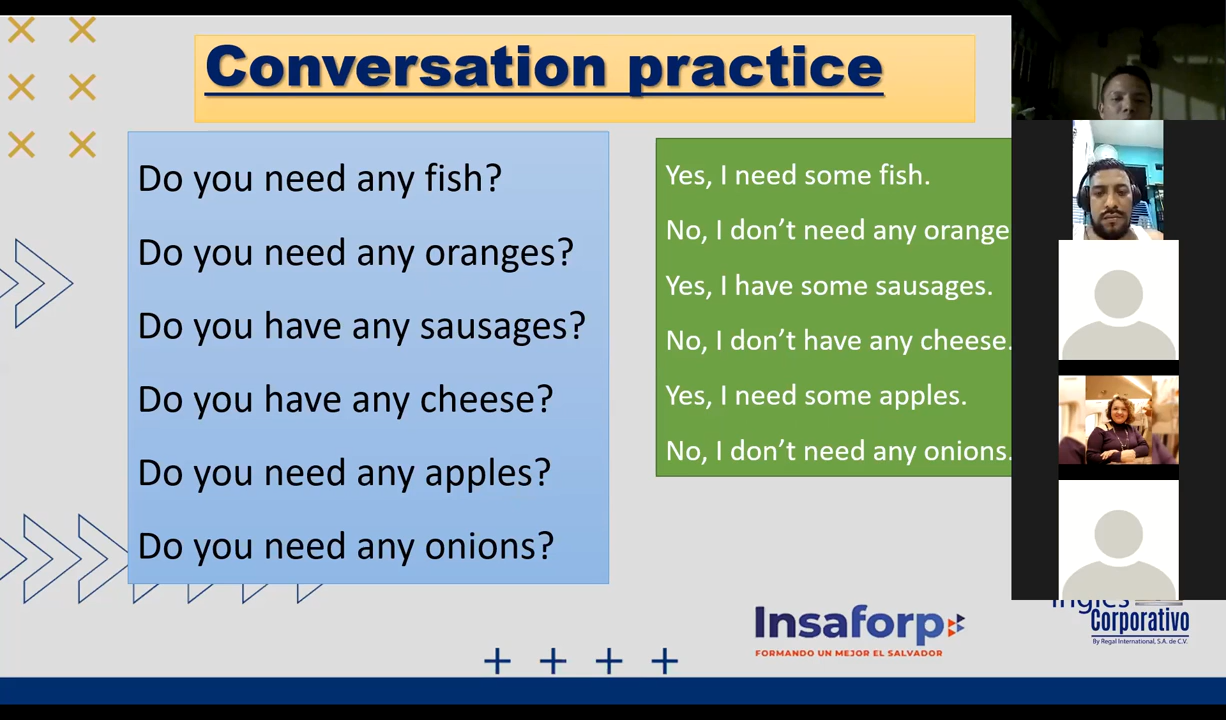 Conversation practice
Do you need any fish?
Do you need any oranges?
Do you have any sausages?
Do you have any cheese?
Do you need any apples?
Do you need any onions?
Yes, I need some fish.
No, I don't need any orange
Yes, I have some sausages.
No, I don't have any cheese.
Yes, I need some apples.
No, I don't need any onions.
Insaforp
FORMANDO UN MEJOR EL SALVADOR
Inglés
Corporativo
By Regal International, S.A. de C.V.